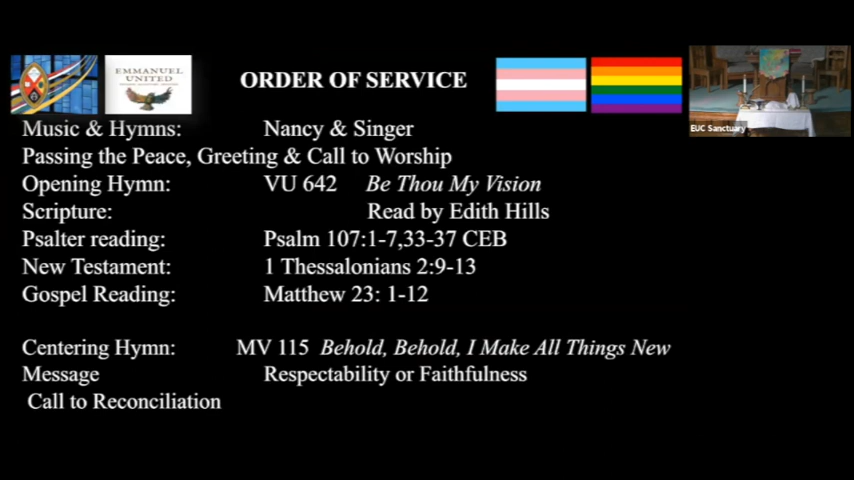 EMMANUEL
UNITED
ORDER OF SERVICE
EUC Sanctuary
Music & Hymns: Nancy & Singer
Passing the Peace, Greeting & Call to Worship
Opening Hymn: VU 642 Be Thou My Vision
Scripture: Read by Edith Hills
Psalter reading: Psalm 107:1-7,33-37 CEB
New Testament: 1 Thessalonians 2:9-13
Gospel Reading: Matthew 23: 1-12
Centering Hymn: MV 115 Behold, Behold, I Make All Things New
Message Respectability or Faithfulness
Call to Reconciliation